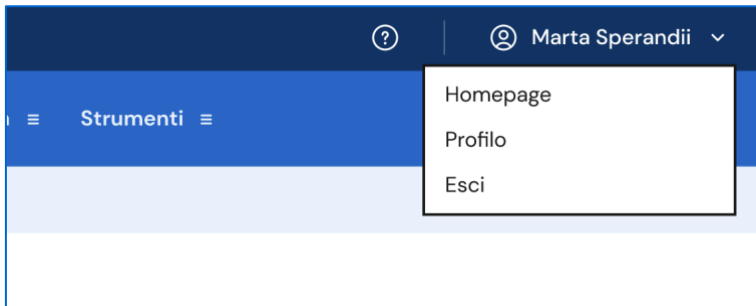 Marta Sperandii
Strumenti
Homepage
Profilo
Esci